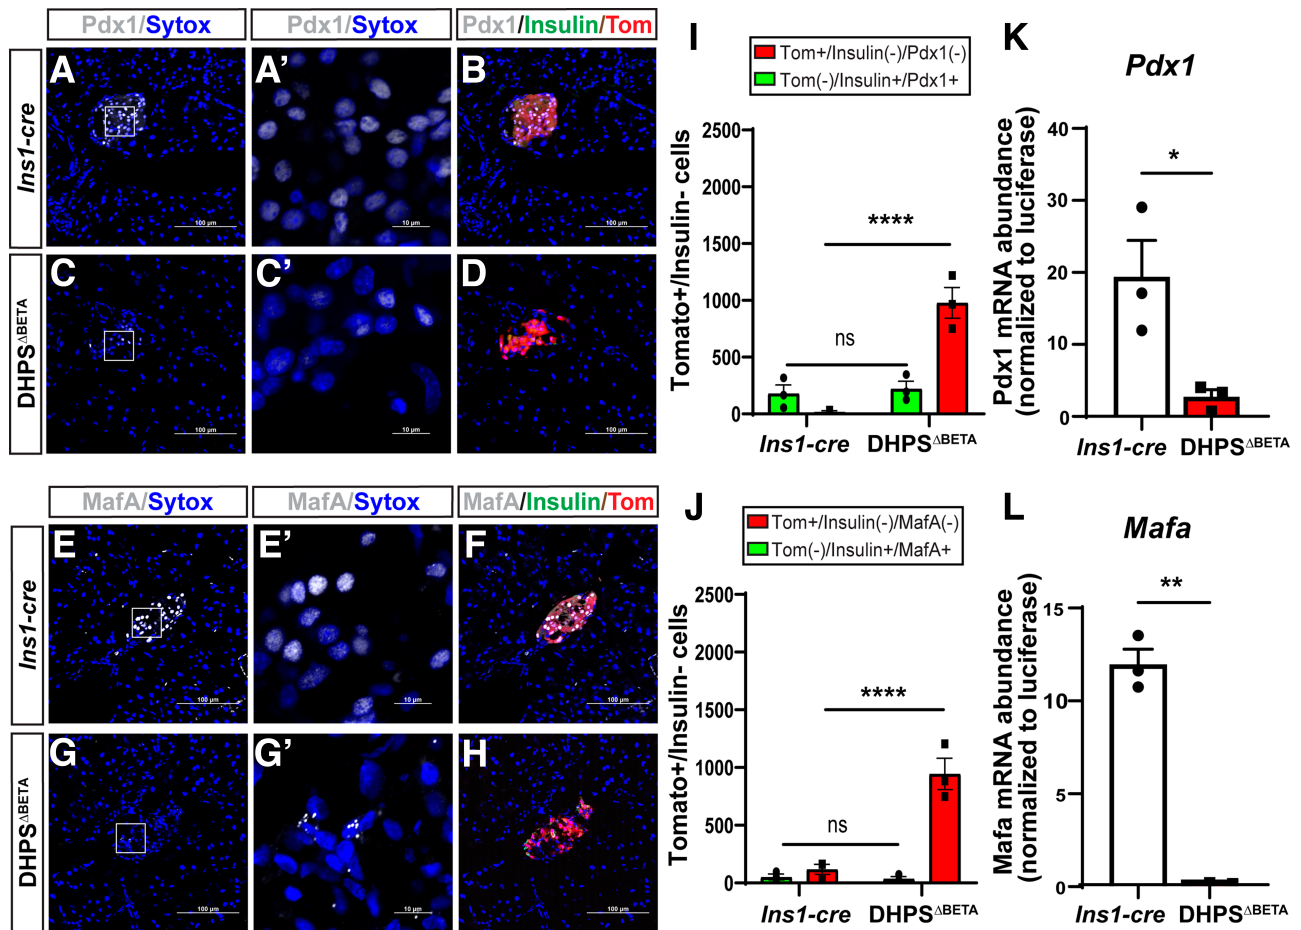 Pdx1/Sytox
Pdx1/Sytox
Pdx1/Insulin/Tom
Ins1-cre
A
A'
B
100 µm
10 µm
100 µm
DHPSΔBETA
C
C'
D
100 µm
10 µm
100 µm
MafA/Sytox
MafA/Sytox
MafA/Insulin/Tom
Ins1-cre
E
E'
F
100 µm
10 µm
100 µm
DHPSΔBETA
G
G'
H
100 µm
10 µm
100 µm
I
Tom+/Insulin(-)/Pdx1(-)
Tom(-)/Insulin+/Pdx1+
Tomato+/Insulin- cells
2500
2000
1500
1000
500
0
ns
****
Ins1-cre
DHPSΔBETA
J
Tom+/Insulin(-)/MafA(-)
Tom(-)/Insulin+/MafA+
Tomato+/Insulin- cells
2500
2000
1500
1000
500
0
ns
****
Ins1-cre
DHPSΔBETA
K
Pdx1
Pdx1 mRNA abundance
(normalized to luciferase)
40
30
20
10
0
*
Ins1-cre
DHPSΔBETA
L
Mafa
Mafa mRNA abundance
(normalized to luciferase)
15
10
5
0
**
Ins1-cre
DHPSΔBETA